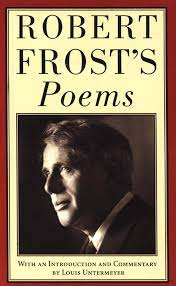 ROBERT
FROST'S
Poems
WITH AN INTRODUCTION AND COMMENTARY
BY LOUIS UNTERMEYER